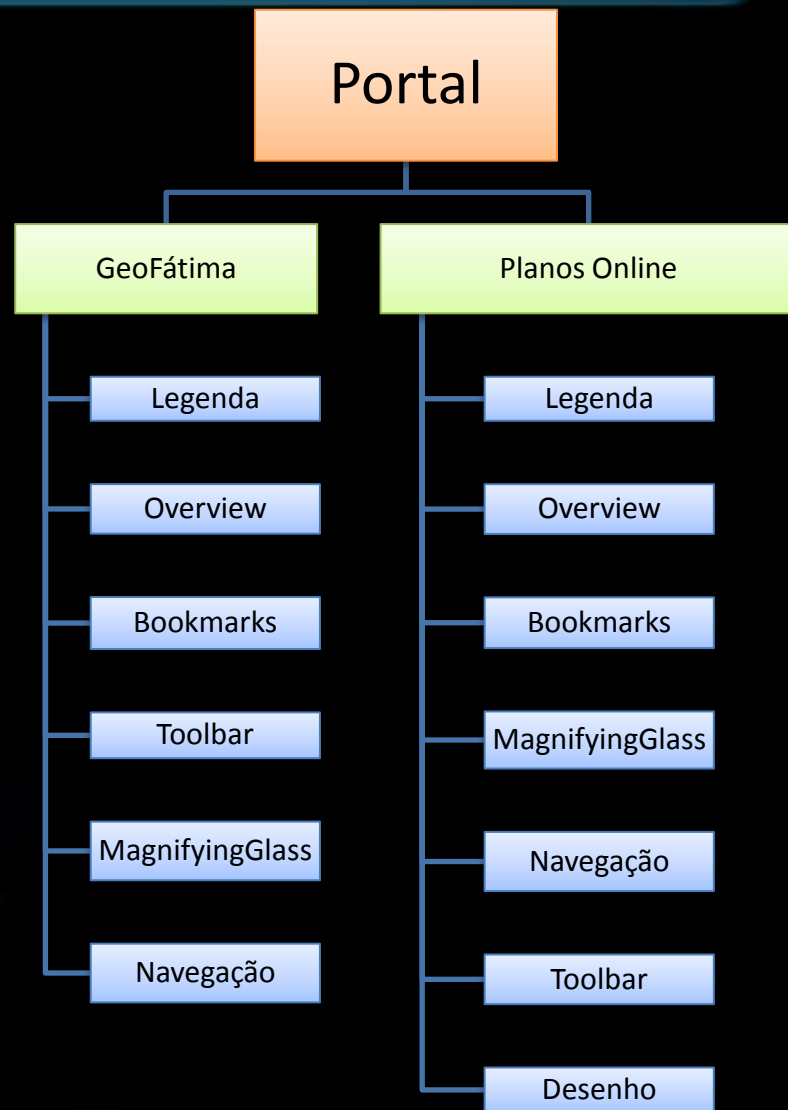 Portal
GeoFátima
Legenda
Overview
Bookmarks
Toolbar
MagnifyingGlass
Navegação
Planos Online
Legenda
Overview
Bookmarks
MagnifyingGlass
Navegação
Toolbar
Desenho